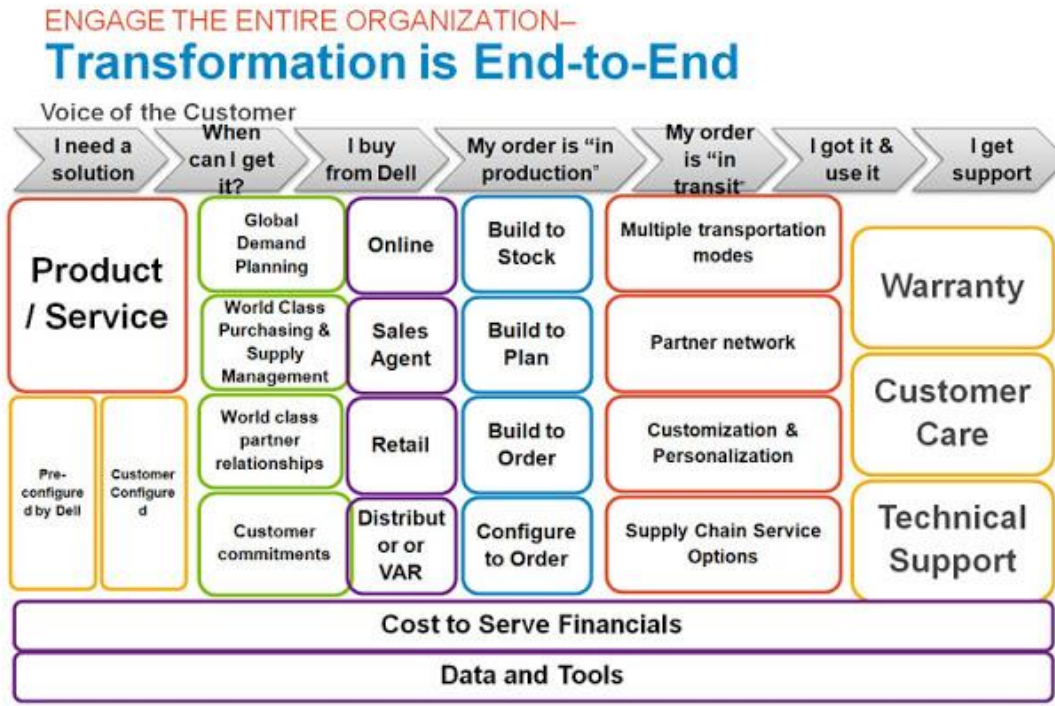 ENGAGE THE ENTIRE ORGANIZATION–
Transformation is End-to-End
Voice of the Customer
I need a
solution
When
can I get
it?
I buy
from Dell
My order is “in
production”
My order
is “in
transit”
I got it &
use it
I get
support
Product
/ Service
Pre-
configure
d by Dell
Customer
Configure
d
Global
Demand
Planning
World Class
Purchasing &
Supply
Management
World class
partner
relationships
Customer
commitments
Online
Sales
Agent
Retail
Distribut
or or
VAR
Build to
Stock
Build to
Plan
Build to
Order
Configure
to Order
Multiple transportation
modes
Partner network
Customization &
Personalization
Supply Chain Service
Options
Warranty
Customer
Care
Technical
Support
Cost to Serve Financials
Data and Tools